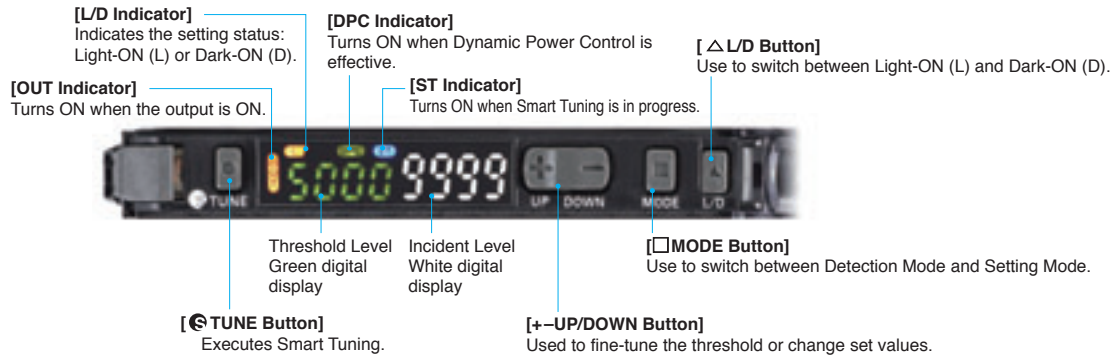 [L/D Indicator]
Indicates the setting status:
Light-ON (L) or Dark-ON (D).
[DPC Indicator]
Turns ON when Dynamic Power Control is
effective.
[ △L/D Button]
Use to switch between Light-ON (L) and Dark-ON (D).
[OUT Indicator]
Turns ON when the output is ON.
[ST Indicator]
Turns ON when Smart Tuning is in progress.
5000 9999
TUNE
UP DOWN
MODE
L/D
Threshold Level
Green digital
display
Incident Level
White digital
display
[□MODE Button]
Use to switch between Detection Mode and Setting Mode.
[ S TUNE Button]
Executes Smart Tuning.
[+−UP/DOWN Button]
Used to fine-tune the threshold or change set values.